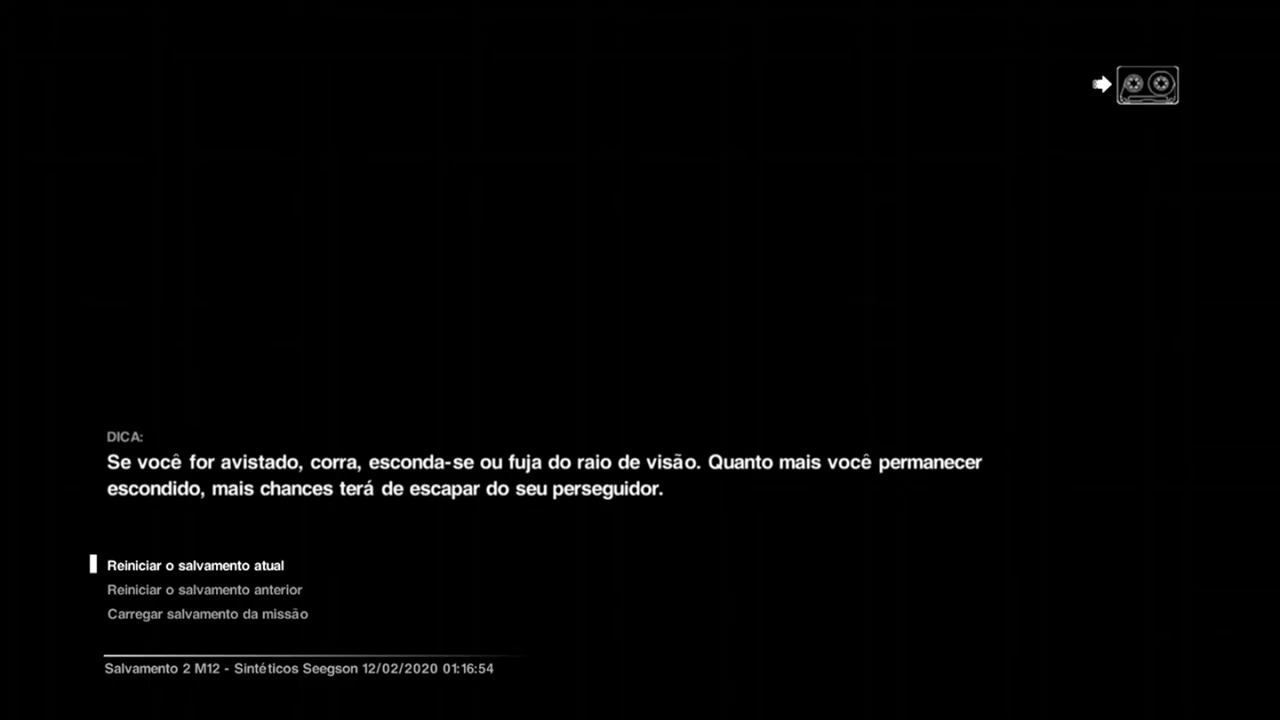 DICA:
Se você for avistado, corra, esconda-se ou fuja do raio de visão. Quanto mais você permanecer
escondido, mais chances terá de escapar do seu perseguidor.
Reiniciar o salvamento atual
Reiniciar o salvamento anterior
Carregar salvamento da missão
Salvamento 2 M12 - Sintéticos Seegson 12/02/2020 01:16:54